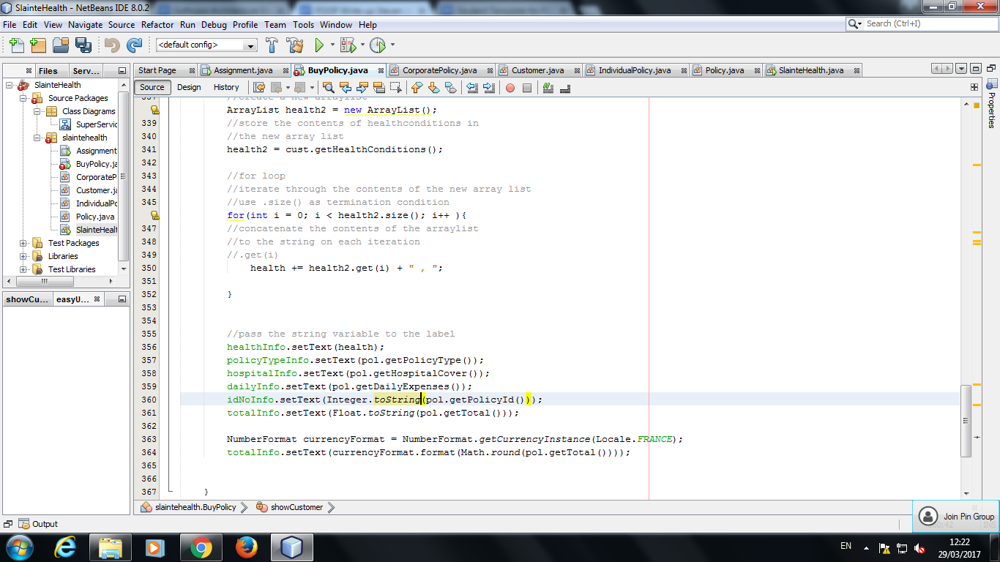 SlainteHealth - NetBeans IDE 8.0.2
File Edit View Navigate Source Refactor Run Debug Profile Team Tools Window Help
Search (Ctrl+I)
<default config>
Files Serv...
Start Page Assignment.java BuyPolicy.java CorporatePolicy.java Customer.java IndividualPolicy.java Policy.java SlainteHealth.java
Source Design History
SlainteHealth
Source Packages
Class Diagrams
SuperServic
slaintehealth
Assignment
BuyPolicy.ja
CorporateP
Customer.ja
IndividualPo
Policy.java
SlainteHealt
Test Packages
Libraries
Test Libraries
showCu... easyU...
337 //create a new arraylist
ArrayList health2 = new ArrayList();
339 //store the contents of healthconditions in
340 //the new array list
341 health2 = cust.getHealthConditions();
342
343 //for loop
344 //iterate through the contents of the new array list
345 //use .size() as termination condition
for(int i = 0; i < health2.size(); i++ ){
347 //concatenate the contents of the arraylist
348 //to the string on each iteration
349 //.get(i)
350 health += health2.get(i) + " , ";
351
352 }
353
354
355 //pass the string variable to the label
356 healthInfo.setText(health);
357 policyTypeInfo.setText(pol.getPolicyType());
358 hospitalInfo.setText(pol.getHospitalCover());
359 dailyInfo.setText(pol.getDailyExpenses());
360 idNoInfo.setText(Integer.toString(pol.getPolicyId()));
361 totalInfo.setText(Float.toString(pol.getTotal()));
362
363 NumberFormat currencyFormat = NumberFormat.getCurrencyInstance(Locale.FRANCE);
364 totalInfo.setText(currencyFormat.format(Math.round(pol.getTotal())));
365
366
367 }
Properties
slaintehealth.BuyPolicy showCustomer
Output
Join Pin Group
INS
EN
12:22
29/03/2017